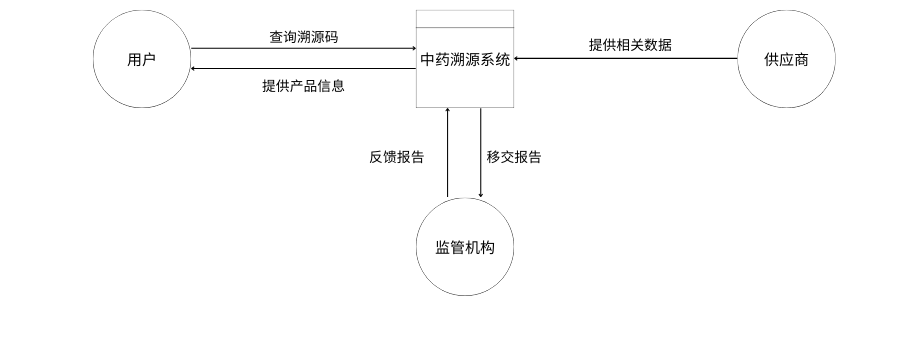 查询溯源码
提供相关数据
用户
中药溯源系统
供应商
提供产品信息
反馈报告
移交报告
监管机构